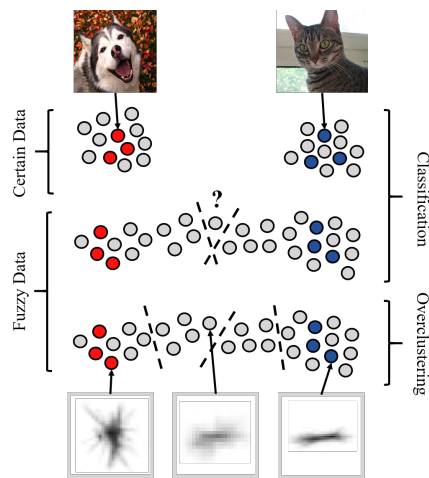 Certain Data
Classification
?
Fuzzy Data
Overclustering